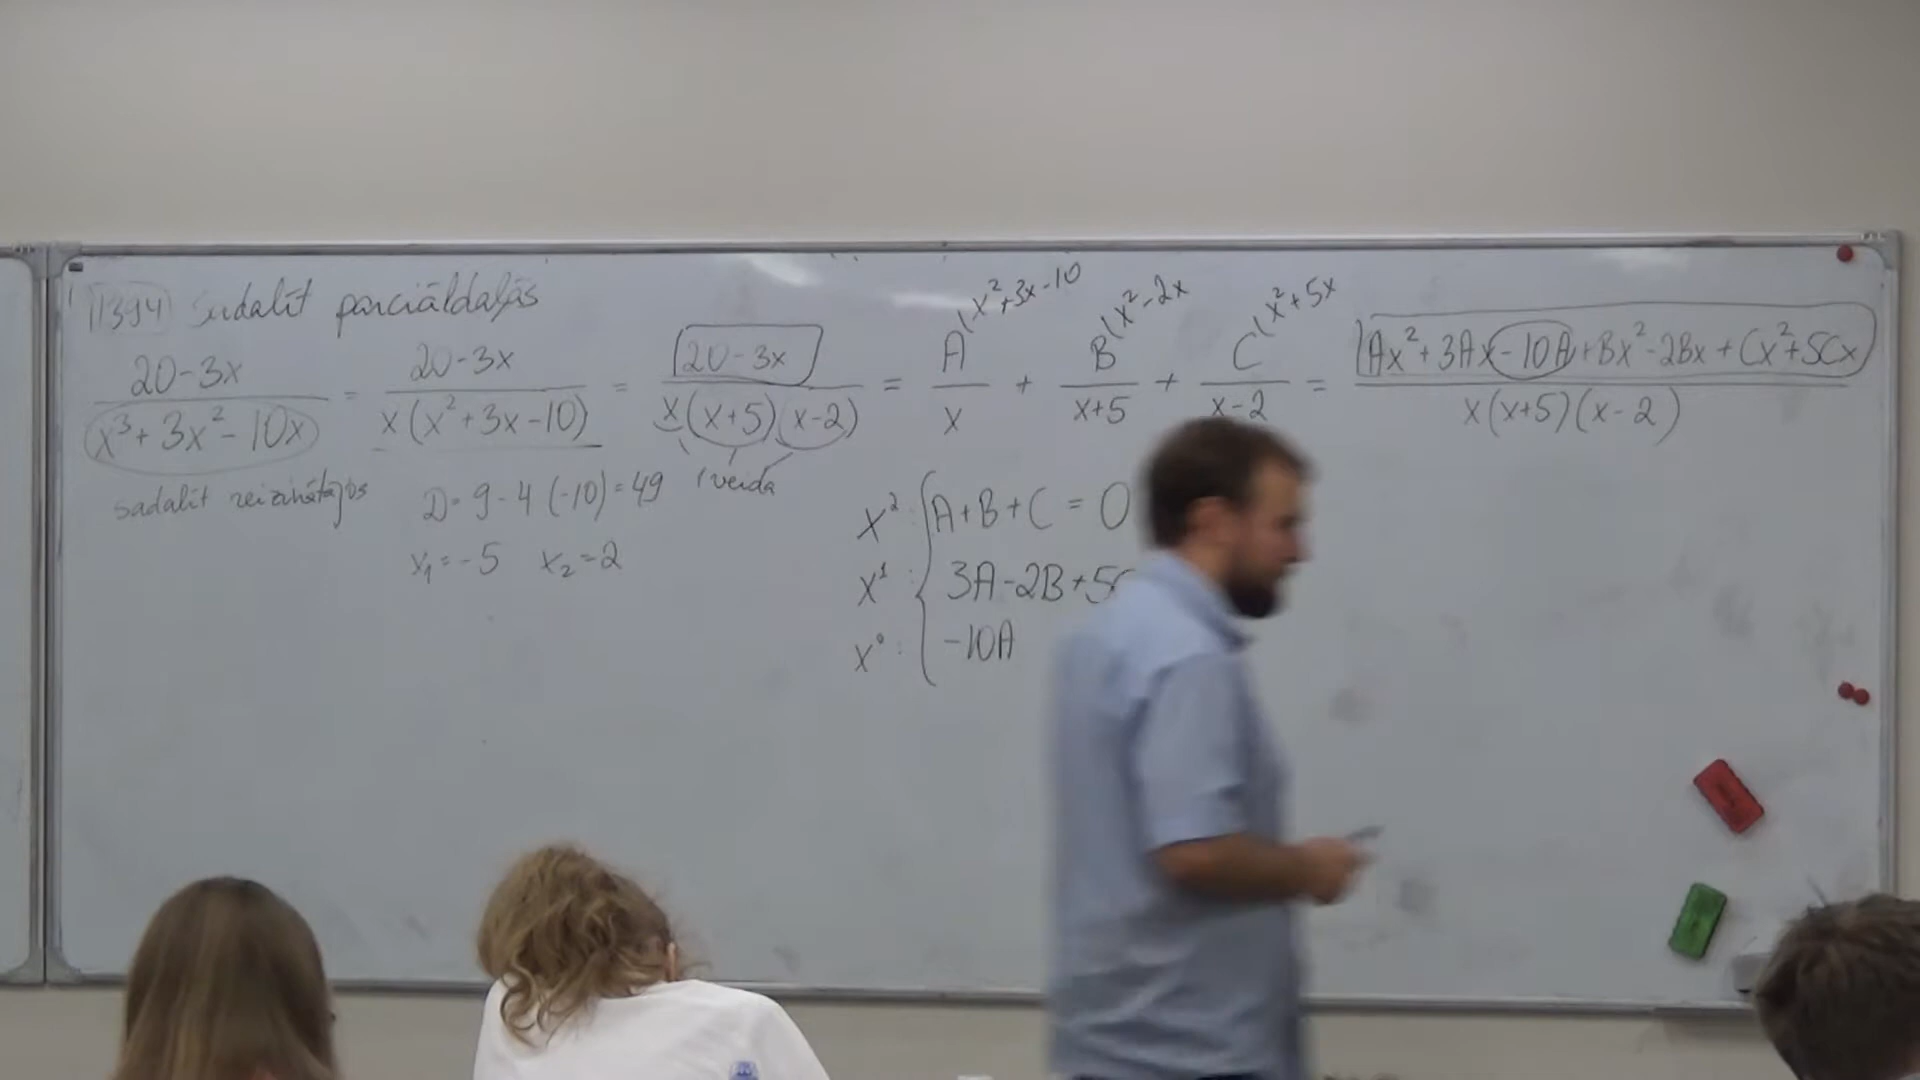 1394 Sadalīt parciāldaļās
(20-3x)/(x³+3x²-10x) = (20-3x)/(x(x²+3x-10)) = (20-3x)/(x(x+5)(x-2)) = A(x²+3x-10/x + B(x²-2x/(x+5) + C(x²+5x/(x-2) = (Ax²+3Ax-10A+Bx²-2Bx+Cx²+5Cx)/(x(x+5)(x-2))
sadalīt reizinātājos
D=9-4(-10)=49
1 veida
x₁=-5 x₂=2
x²: A+B+C=0
x¹: 3A-2B+5C
x⁰: -10A